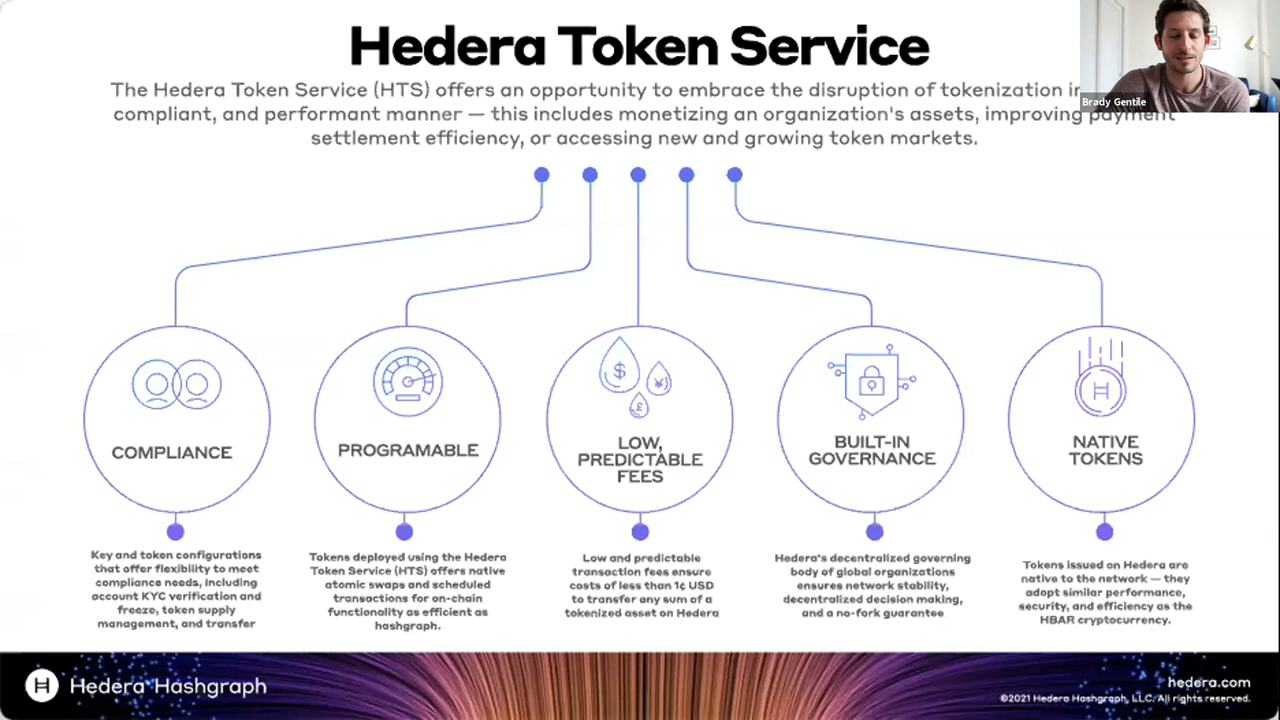 Hedera Token Service
The Hedera Token Service (HTS) offers an opportunity to embrace the disruption of tokenization in
compliant, and performant manner — this includes monetizing an organization's assets, improving payment
settlement efficiency, or accessing new and growing token markets.
Brady Gentile
COMPLIANCE
Key and token configurations
that offer flexibility to meet
compliance needs, including
account KYC verification and
freeze, token supply
management, and transfer
PROGRAMABLE
Tokens deployed using the Hedera
Token Service (HTS) offers native
atomic swaps and scheduled
transactions for on-chain
functionality as efficient as
hashgraph.
$
¥
£
LOW,
PREDICTABLE
FEES
Low and predictable
transaction fees ensure
costs of less than 1¢ USD
to transfer any sum of a
tokenized asset on Hedera
BUILT-IN
GOVERNANCE
Hedera's decentralized governing
body of global organizations
ensures network stability,
decentralized decision making,
and a no-fork guarantee
H
NATIVE
TOKENS
Tokens issued on Hedera are
native to the network — they
adopt similar performance,
security, and efficiency as the
HBAR cryptocurrency.
H Hedera Hashgraph
hedera.com
©2021 Hedera Hashgraph, LLC. All rights reserved.